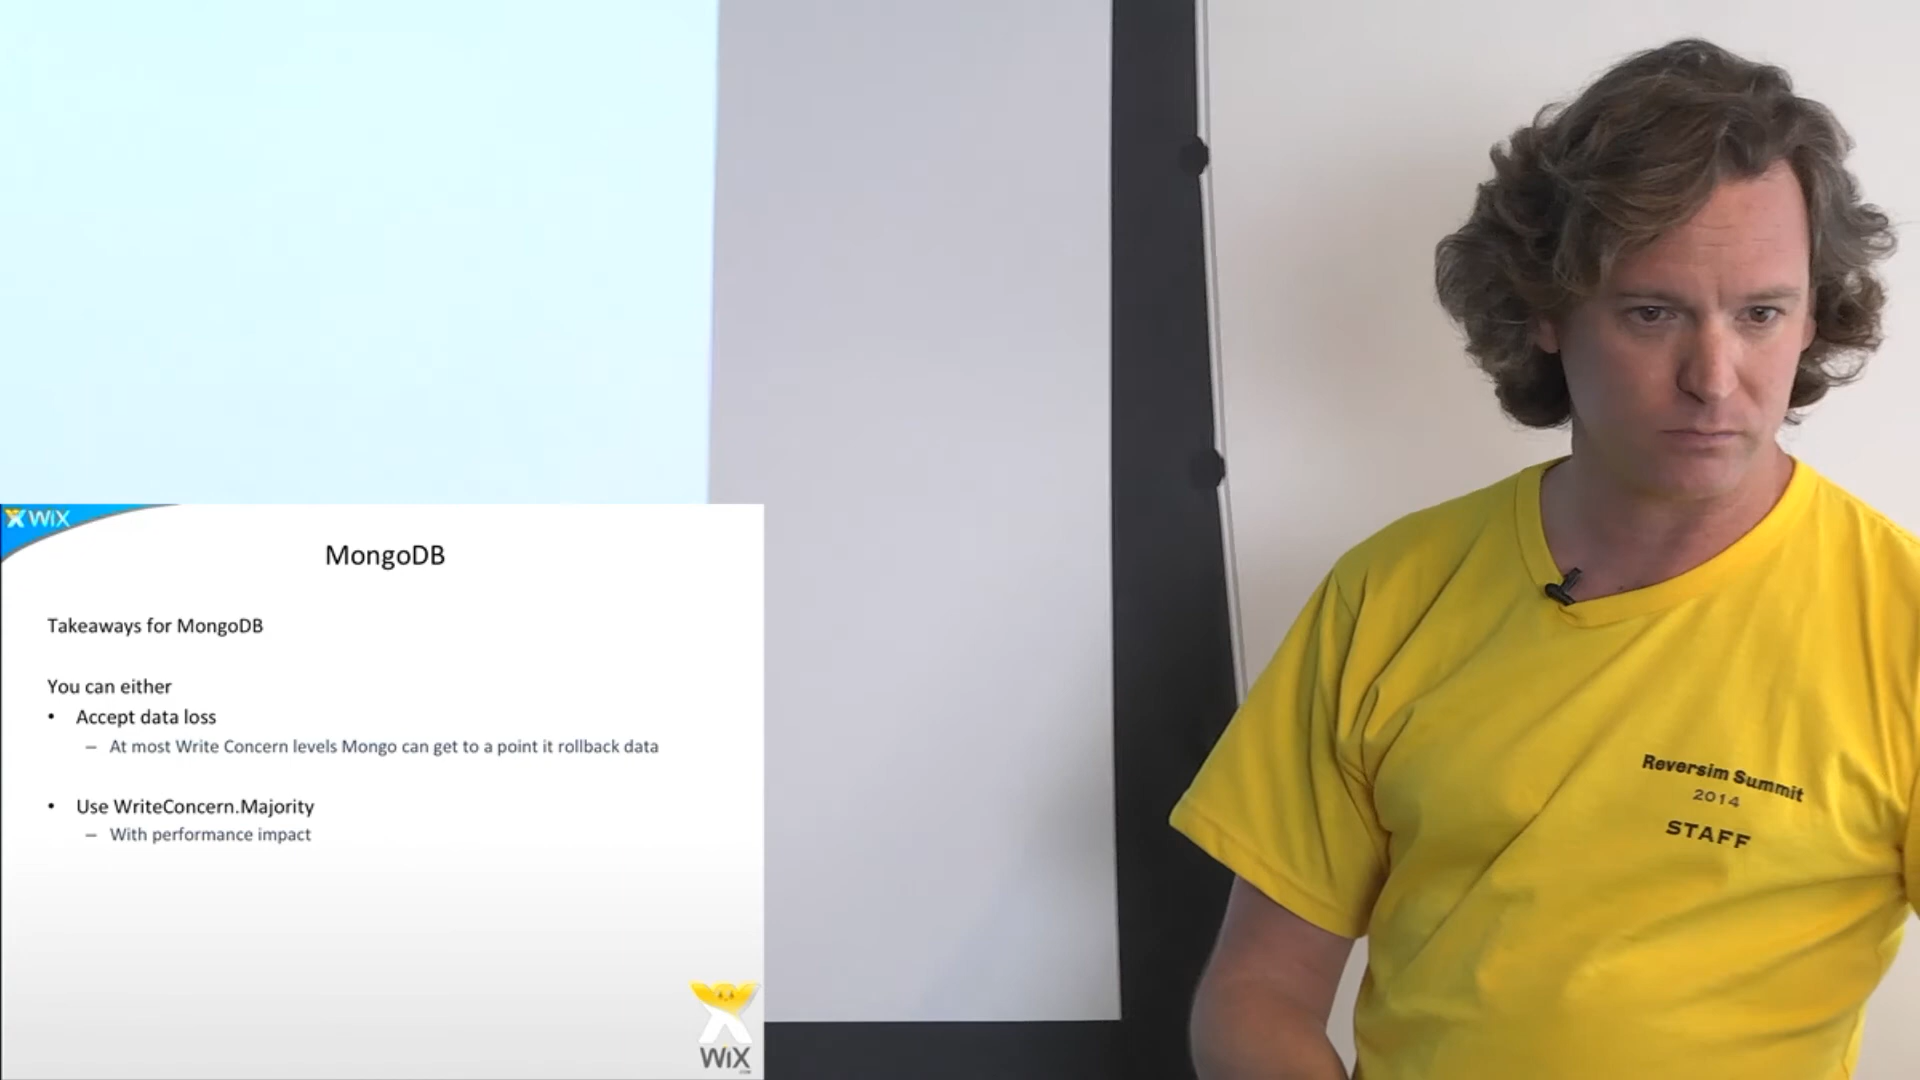 WiX
MongoDB
Takeaways for MongoDB
You can either
• Accept data loss
– At most Write Concern levels Mongo can get to a point it rollback data
• Use WriteConcern.Majority
– With performance impact
WiX
Reversim Summit
2014
STAFF